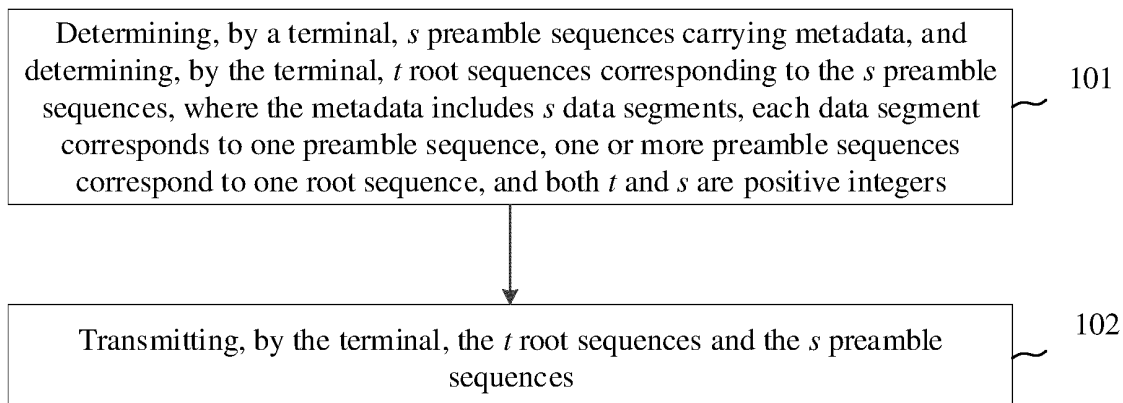 Determining, by a terminal, s preamble sequences carrying metadata, and
determining, by the terminal, t root sequences corresponding to the s preamble
sequences, where the metadata includes s data segments, each data segment
corresponds to one preamble sequence, one or more preamble sequences
correspond to one root sequence, and both t and s are positive integers
101
Transmitting, by the terminal, the t root sequences and the s preamble
sequences
102